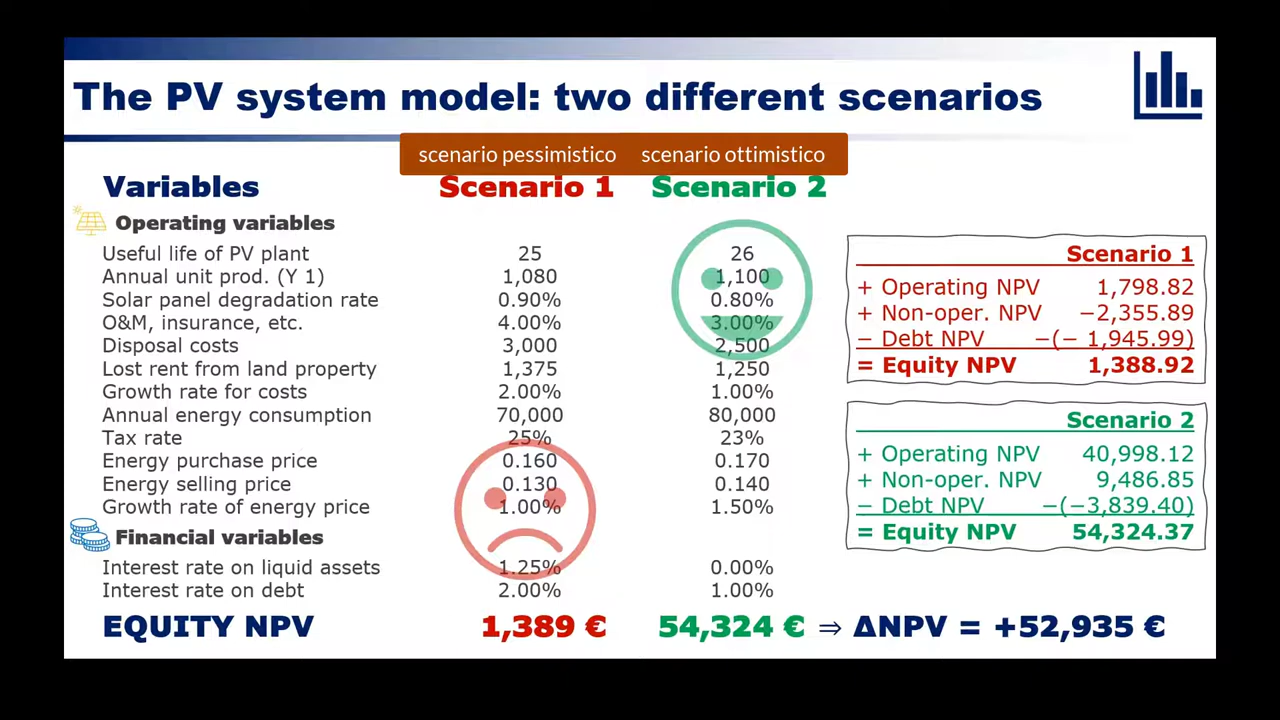 The PV system model: two different scenarios
scenario pessimistico scenario ottimistico
Variables Scenario 1 Scenario 2
Operating variables
Useful life of PV plant 25 26
Annual unit prod. (Y 1) 1,080 1,100
Solar panel degradation rate 0.90% 0.80%
O&M, insurance, etc. 4.00% 3.00%
Disposal costs 3,000 2,500
Lost rent from land property 1,375 1,250
Growth rate for costs 2.00% 1.00%
Annual energy consumption 70,000 80,000
Tax rate 25% 23%
Energy purchase price 0.160 0.170
Energy selling price 0.130 0.140
Growth rate of energy price 1.00% 1.50%
Financial variables
Interest rate on liquid assets 1.25% 0.00%
Interest rate on debt 2.00% 1.00%
EQUITY NPV 1,389 € 54,324 € ⇒ ΔNPV = +52,935 €
Scenario 1
+ Operating NPV 1,798.82
+ Non-oper. NPV −2,355.89
− Debt NPV −(− 1,945.99)
= Equity NPV 1,388.92
Scenario 2
+ Operating NPV 40,998.12
+ Non-oper. NPV 9,486.85
− Debt NPV −(−3,839.40)
= Equity NPV 54,324.37